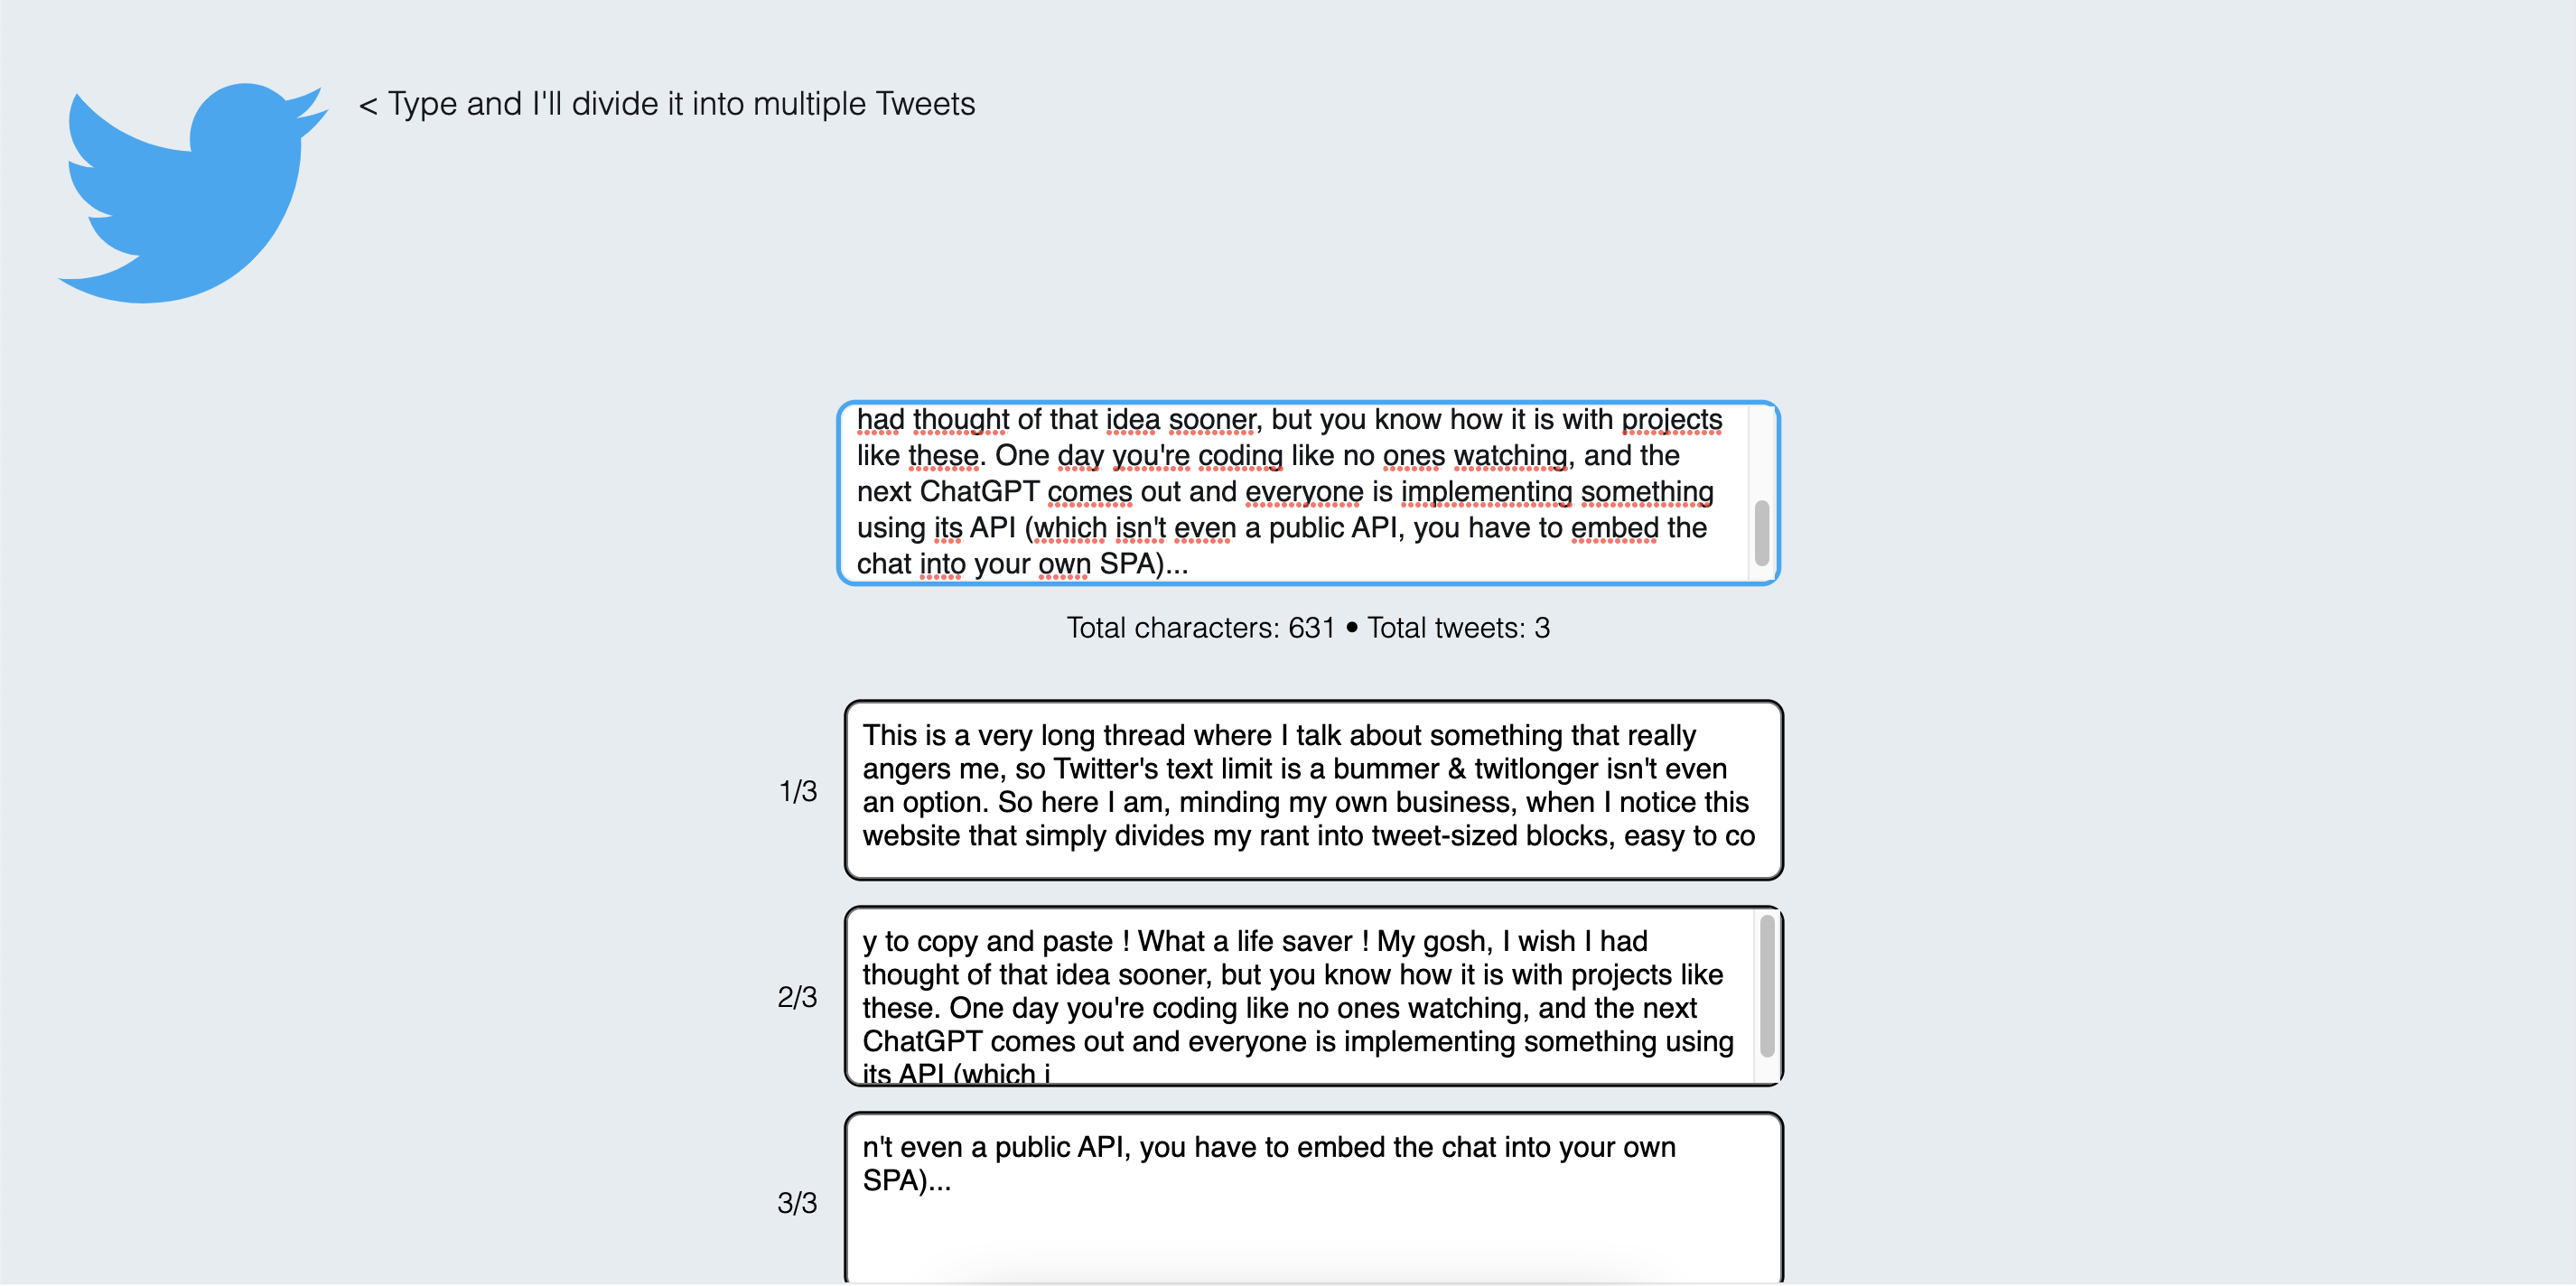 < Type and I'll divide it into multiple Tweets
had thought of that idea sooner, but you know how it is with projects
like these. One day you're coding like no ones watching, and the
next ChatGPT comes out and everyone is implementing something
using its API (which isn't even a public API, you have to embed the
chat into your own SPA)...
Total characters: 631 • Total tweets: 3
1/3
This is a very long thread where I talk about something that really
angers me, so Twitter's text limit is a bummer & twitlonger isn't even
an option. So here I am, minding my own business, when I notice this
website that simply divides my rant into tweet-sized blocks, easy to co
2/3
y to copy and paste ! What a life saver ! My gosh, I wish I had
thought of that idea sooner, but you know how it is with projects like
these. One day you're coding like no ones watching, and the next
ChatGPT comes out and everyone is implementing something using
its API (which i
3/3
n't even a public API, you have to embed the chat into your own
SPA)...